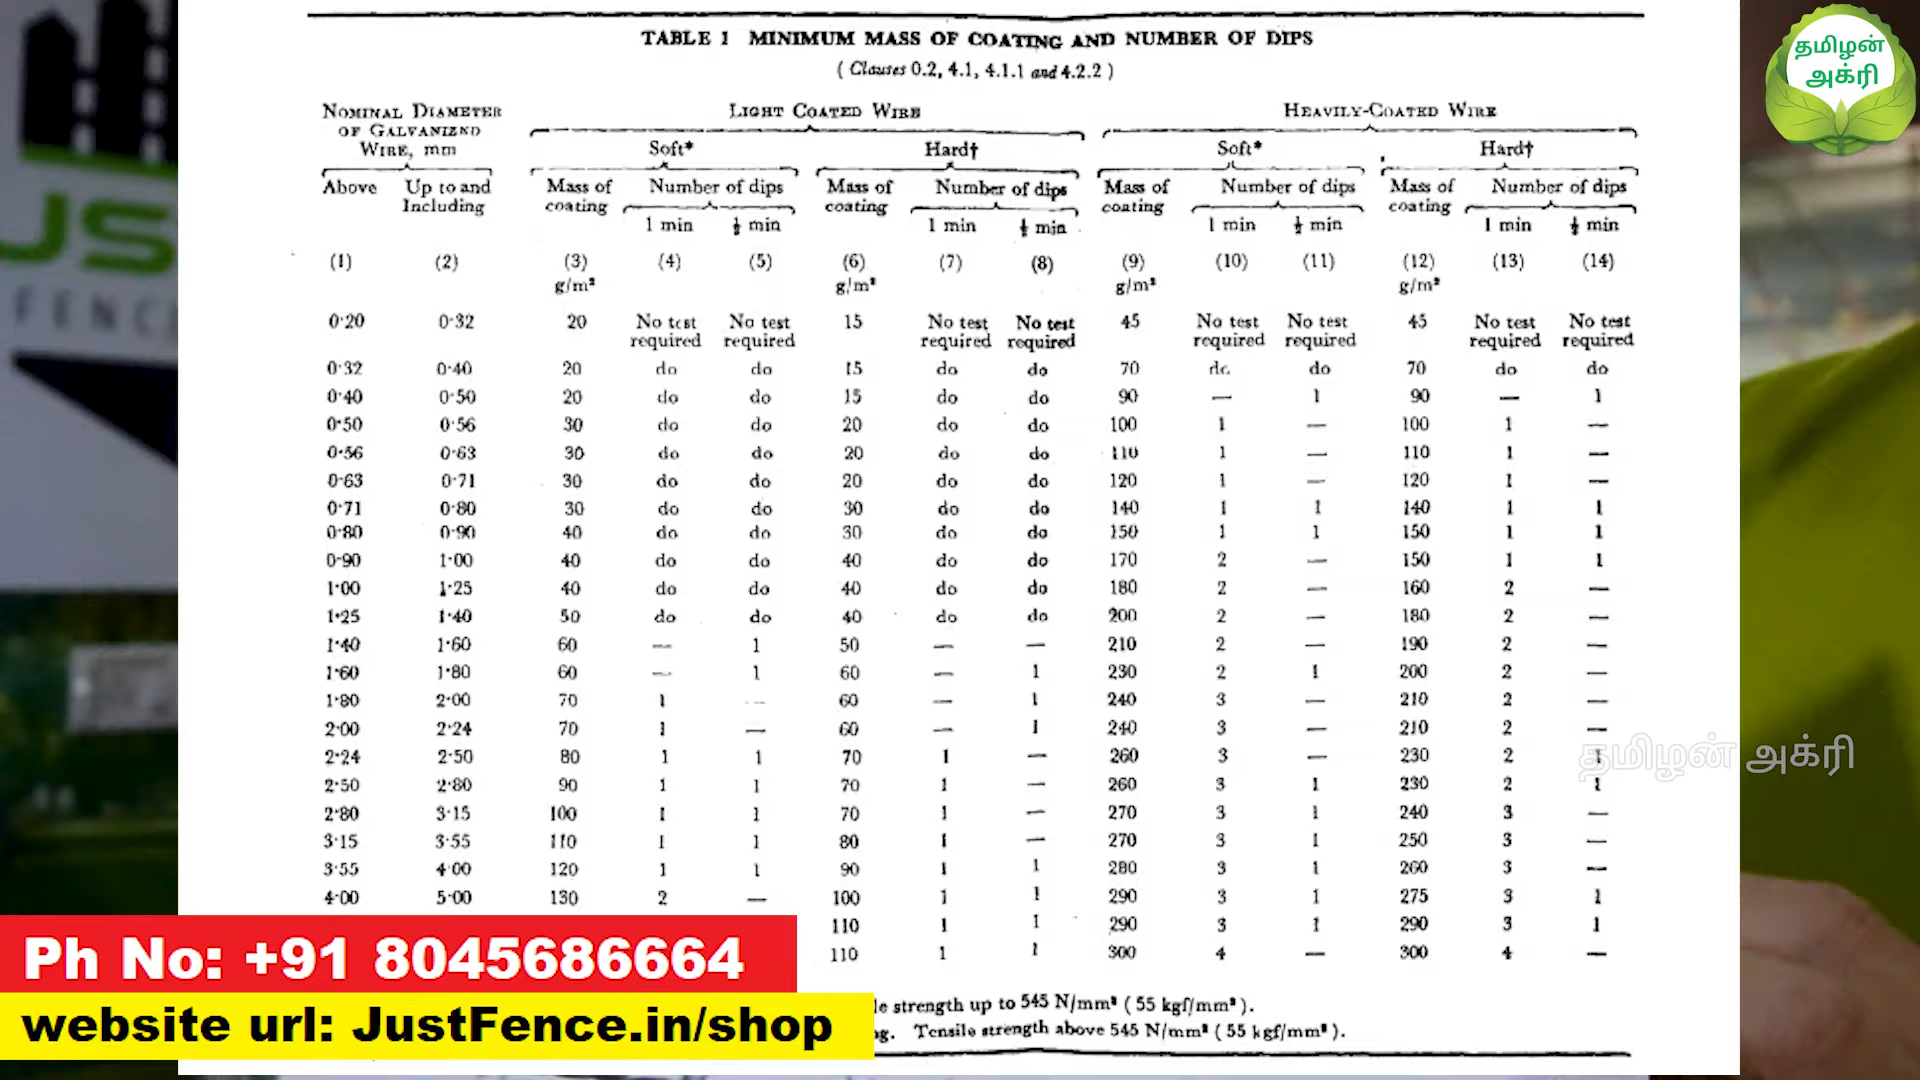 TABLE 1 MINIMUM MASS OF COATING AND NUMBER OF DIPS
( Clauses 0.2, 4.1, 4.1.1 and 4.2.2 )
NOMINAL DIAMETER OF GALVANIZND WIRE, mm LIGHT COATED WIRE HEAVILY-COATED WIRE
Soft* Hard† Soft* Hard†
Above Up to and Including Mass of coating Number of dips Mass of coating Number of dips Mass of coating Number of dips Mass of coating Number of dips
1 min ½ min 1 min ½ min 1 min ½ min 1 min ½ min
(1) (2) (3) (4) (5) (6) (7) (8) (9) (10) (11) (12) (13) (14)
g/m² g/m² g/m² g/m²
0·20 0·32 20 No test required No test required 15 No test required No test required 45 No test required No test required 45 No test required No test required
0·32 0·40 20 do do 15 do do 70 do do 70 do do
0·40 0·50 20 do do 15 do do 90 — 1 90 — 1
0·50 0·56 30 do do 20 do do 100 1 — 100 1 —
0·56 0·63 30 do do 20 do do 110 1 — 110 1 —
0·63 0·71 30 do do 20 do do 120 1 — 120 1 —
0·71 0·80 30 do do 30 do do 140 1 1 140 1 1
0·80 0·90 40 do do 30 do do 150 1 1 150 1 1
0·90 1·00 40 do do 40 do do 170 2 — 150 1 1
1·00 1·25 40 do do 40 do do 180 2 — 160 2 —
1·25 1·40 50 do do 40 do do 200 2 — 180 2 —
1·40 1·60 60 — 1 50 — — 210 2 — 190 2 —
1·60 1·80 60 — 1 60 — 1 230 2 1 200 2 —
1·80 2·00 70 1 — 60 — 1 240 3 — 210 2 —
2·00 2·24 70 1 — 60 — 1 240 3 — 210 2 —
2·24 2·50 80 1 1 70 1 — 260 3 — 230 2 1
2·50 2·80 90 1 1 70 1 — 260 3 1 230 2 1
2·80 3·15 100 1 1 70 1 — 270 3 1 240 3 —
3·15 3·55 110 1 1 80 1 — 270 3 1 250 3 —
3·55 4·00 120 1 1 90 1 1 280 3 1 260 3 —
4·00 5·00 130 2 — 100 1 1 290 3 1 275 3 1
110 1 1 290 3 1 290 3 1
110 1 1 300 4 — 300 4 —
le strength up to 545 N/mm² ( 55 kgf/mm² ).
g. Tensile strength above 545 N/mm² ( 55 kgf/mm² ).
Ph No: +91 8045686664
website url: JustFence.in/shop
தமிழன்
அக்ரி
தமிழன் அக்ரி
JS
FENC